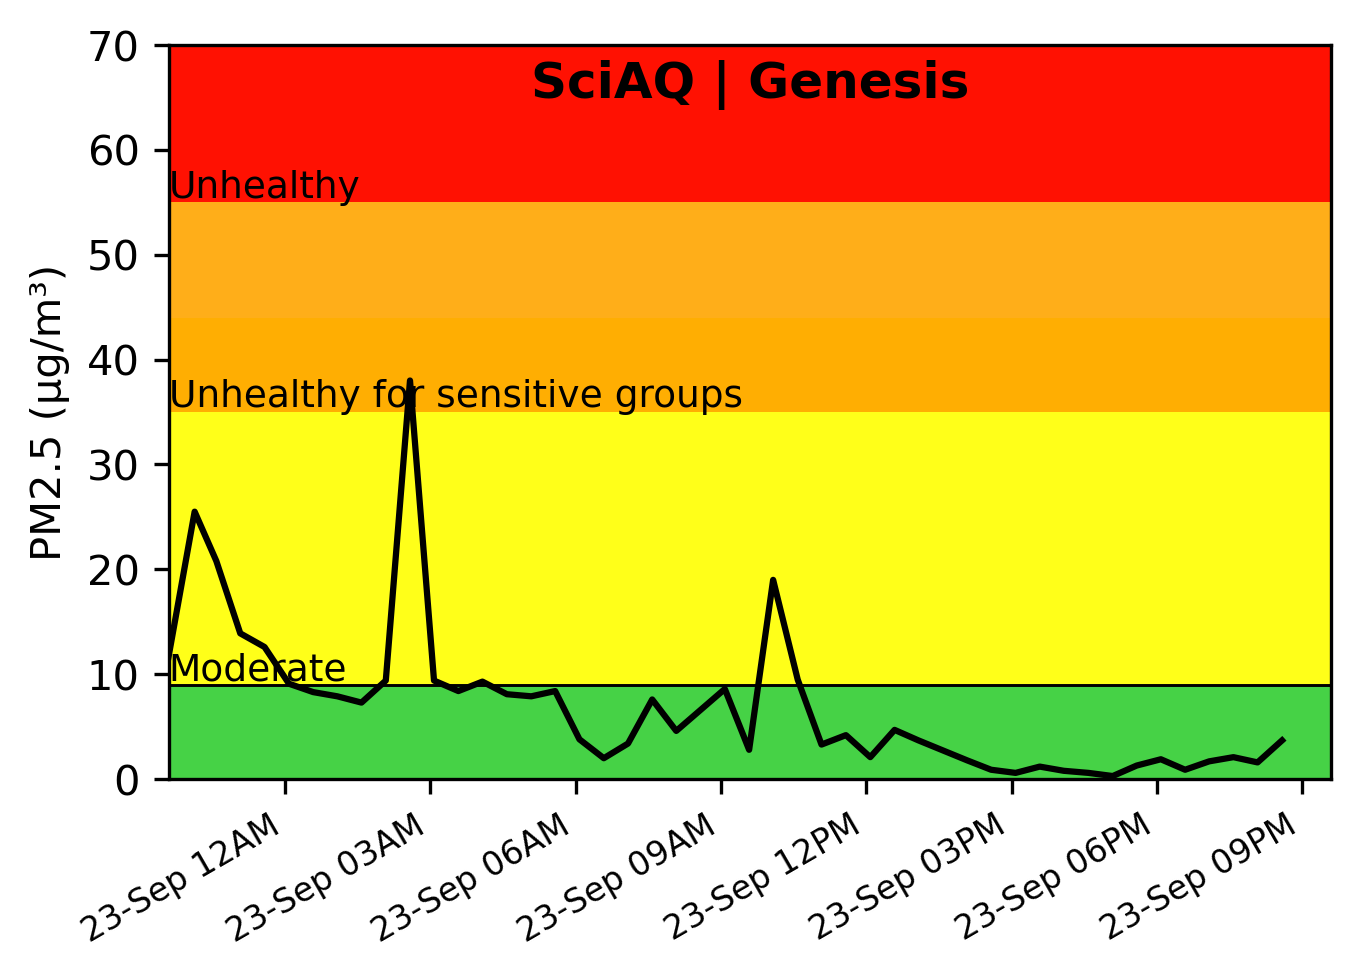 SciAQ | Genesis
PM2.5 (µg/m³)
70
60
50
40
30
20
10
0
Unhealthy
Unhealthy for sensitive groups
Moderate
23-Sep 12AM
23-Sep 03AM
23-Sep 06AM
23-Sep 09AM
23-Sep 12PM
23-Sep 03PM
23-Sep 06PM
23-Sep 09PM